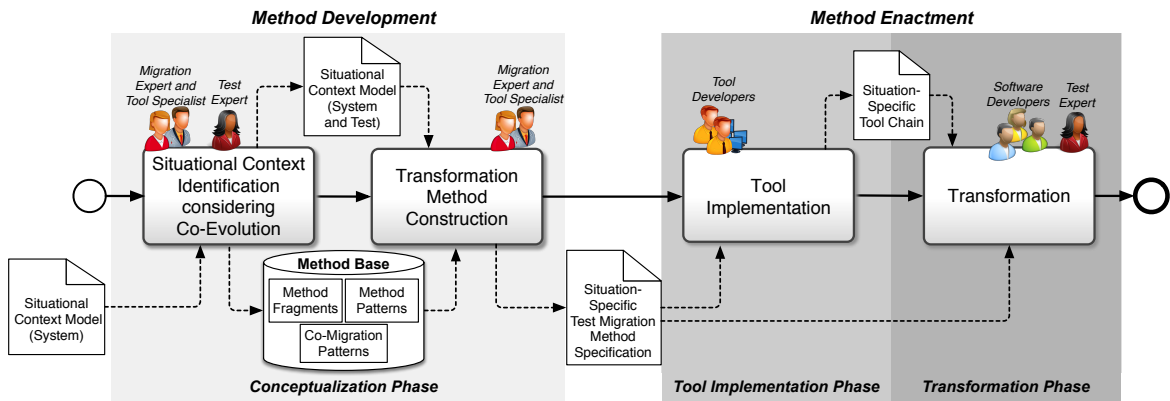 Method Development
Method Enactment
Migration
Expert and
Tool Specialist
Test
Expert
Situational
Context Model
(System
and Test)
Migration
Expert and
Tool Specialist
Tool
Developers
Situation-
Specific
Tool Chain
Software
Developers
Test
Expert
Situational Context
Identification
considering
Co-Evolution
Transformation
Method
Construction
Tool
Implementation
Transformation
Situational
Context Model
(System)
Method Base
Method
Fragments
Method
Patterns
Co-Migration
Patterns
Situation-
Specific
Test Migration
Method
Specification
Conceptualization Phase
Tool Implementation Phase
Transformation Phase